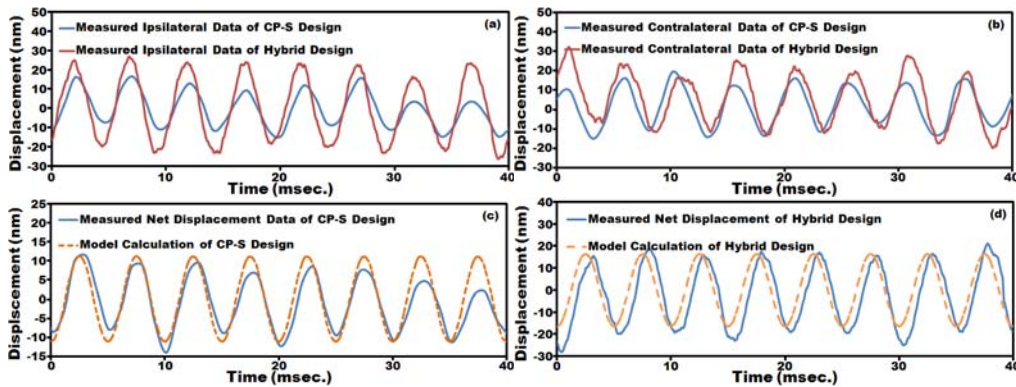 (a)
Measured Ipsilateral Data of CP-S Design
Measured Ipsilateral Data of Hybrid Design
Displacement (nm)
50
40
30
20
10
0
-10
-20
-30
0
10
20
30
40
Time (msec.)
(b)
Measured Contralateral Data of CP-S Design
Measured Contralateral Data of Hybrid Design
Displacement (nm)
50
40
30
20
10
0
-10
-20
-30
0
10
20
30
40
Time (msec.)
(c)
Measured Net Displacement Data of CP-S Design
Model Calculation of CP-S Design
Displacement (nm)
25
20
15
10
5
0
-5
-10
-15
0
10
20
30
40
Time (msec.)
(d)
Measured Net Displacement of Hybrid Design
Model Calculation of Hybrid Design
Displacement (nm)
40
30
20
10
0
-10
-20
-30
0
10
20
30
40
Time (msec.)